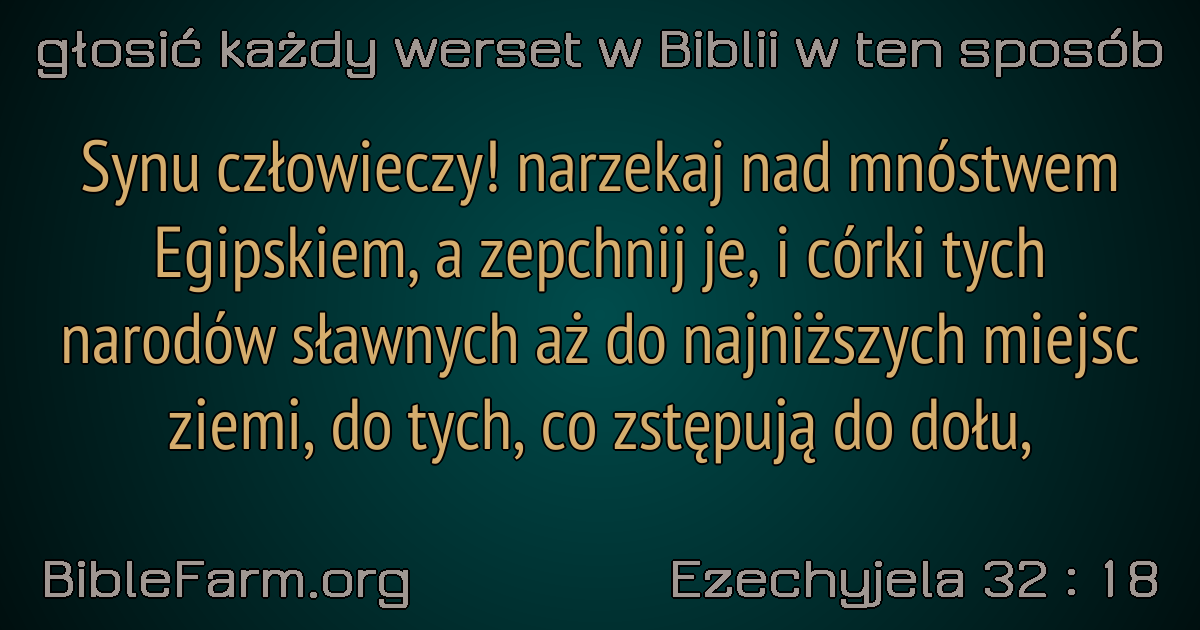 głosić każdy werset w Biblii w ten sposób
Synu człowieczy! narzekaj nad mnóstwem
Egipskiem, a zepchnij je, i córki tych
narodów sławnych aż do najniższych miejsc
ziemi, do tych, co zstępują do dołu,
BibleFarm.org
Ezechyjela 32 : 18